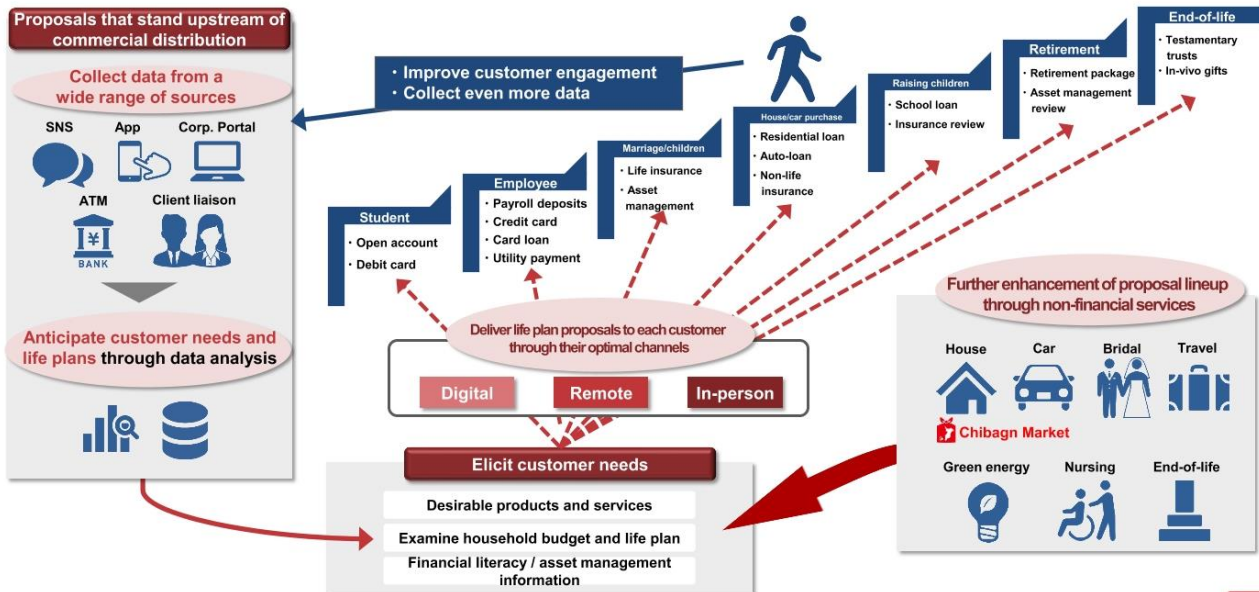 Proposals that stand upstream of
commercial distribution
Collect data from a
wide range of sources
SNS
App
Corp. Portal
ATM
Client liaison
¥
BANK
Anticipate customer needs and
life plans through data analysis
・Improve customer engagement
・Collect even more data
Student
・Open account
・Debit card
Employee
・Payroll deposits
・Credit card
・Card loan
・Utility payment
Marriage/children
・Life insurance
・Asset
management
House/car purchase
・Residential loan
・Auto-loan
・Non-life
insurance
Raising children
・School loan
・Insurance review
Retirement
・Retirement package
・Asset management
review
End-of-life
・Testamentary
trusts
・In-vivo gifts
Deliver life plan proposals to each customer
through their optimal channels
Digital
Remote
In-person
Elicit customer needs
Desirable products and services
Examine household budget and life plan
Financial literacy / asset management
information
Further enhancement of proposal lineup
through non-financial services
House
Car
Bridal
Travel
Chibagn Market
Green energy
Nursing
End-of-life